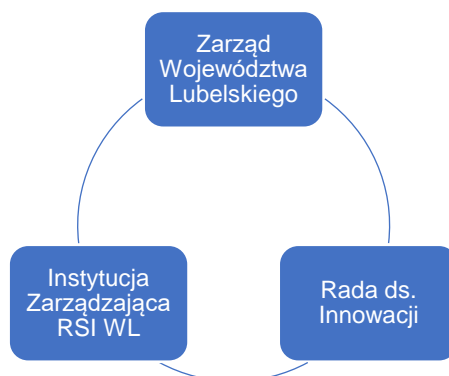 Zarząd
Województwa
Lubelskiego
Instytucja
Zarządzająca
RSI WL
Rada ds.
Innowacji